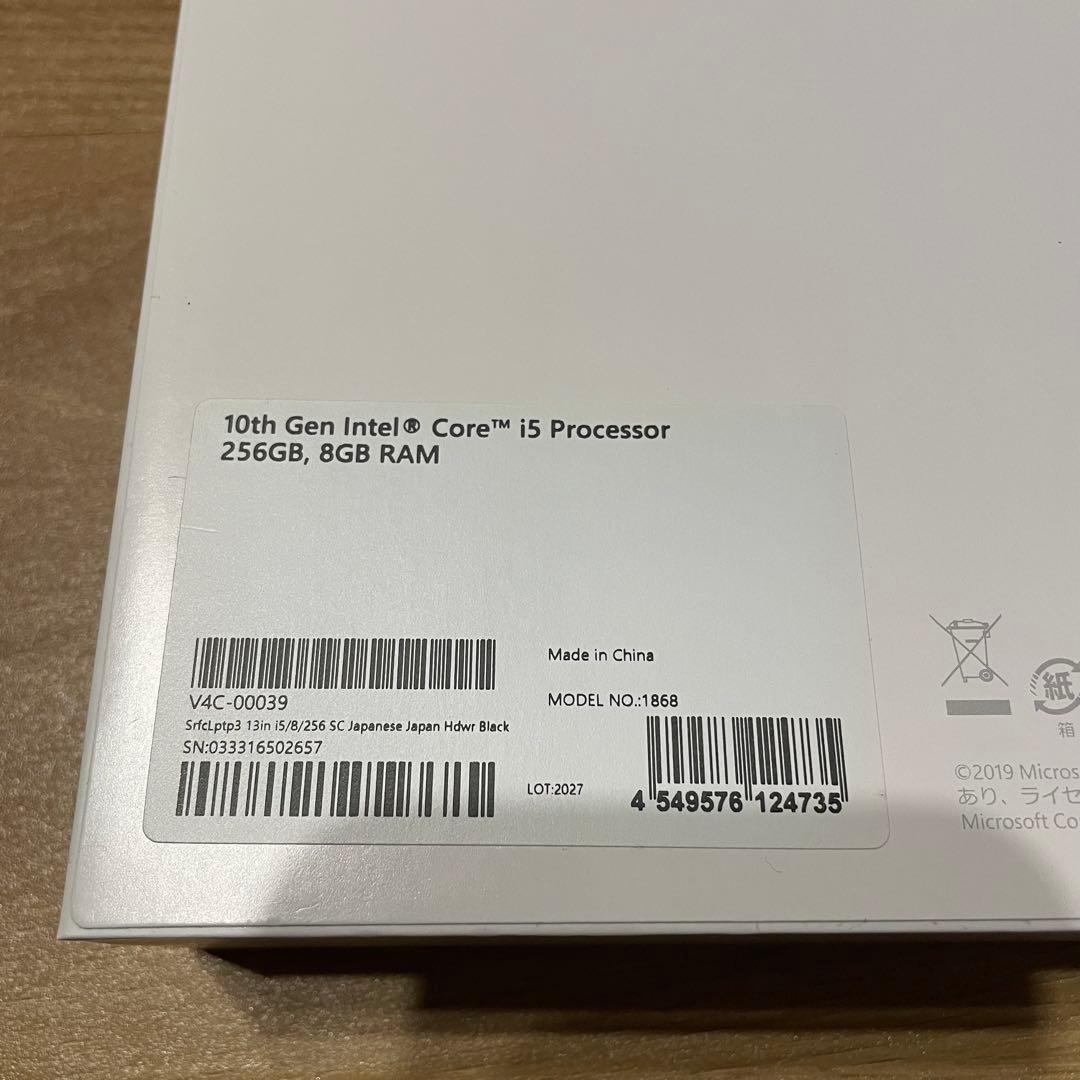 10th Gen Intel® Core™ i5 Processor
256GB, 8GB RAM
V4C-00039
SrfcLptp3 13in i5/8/256 SC Japanese Japan Hdwr Black
SN:033316502657
Made in China
MODEL NO.:1868
LOT:2027
4 549576 124735
紙
箱
©2019 Micros
あり、ライセ
Microsoft Co